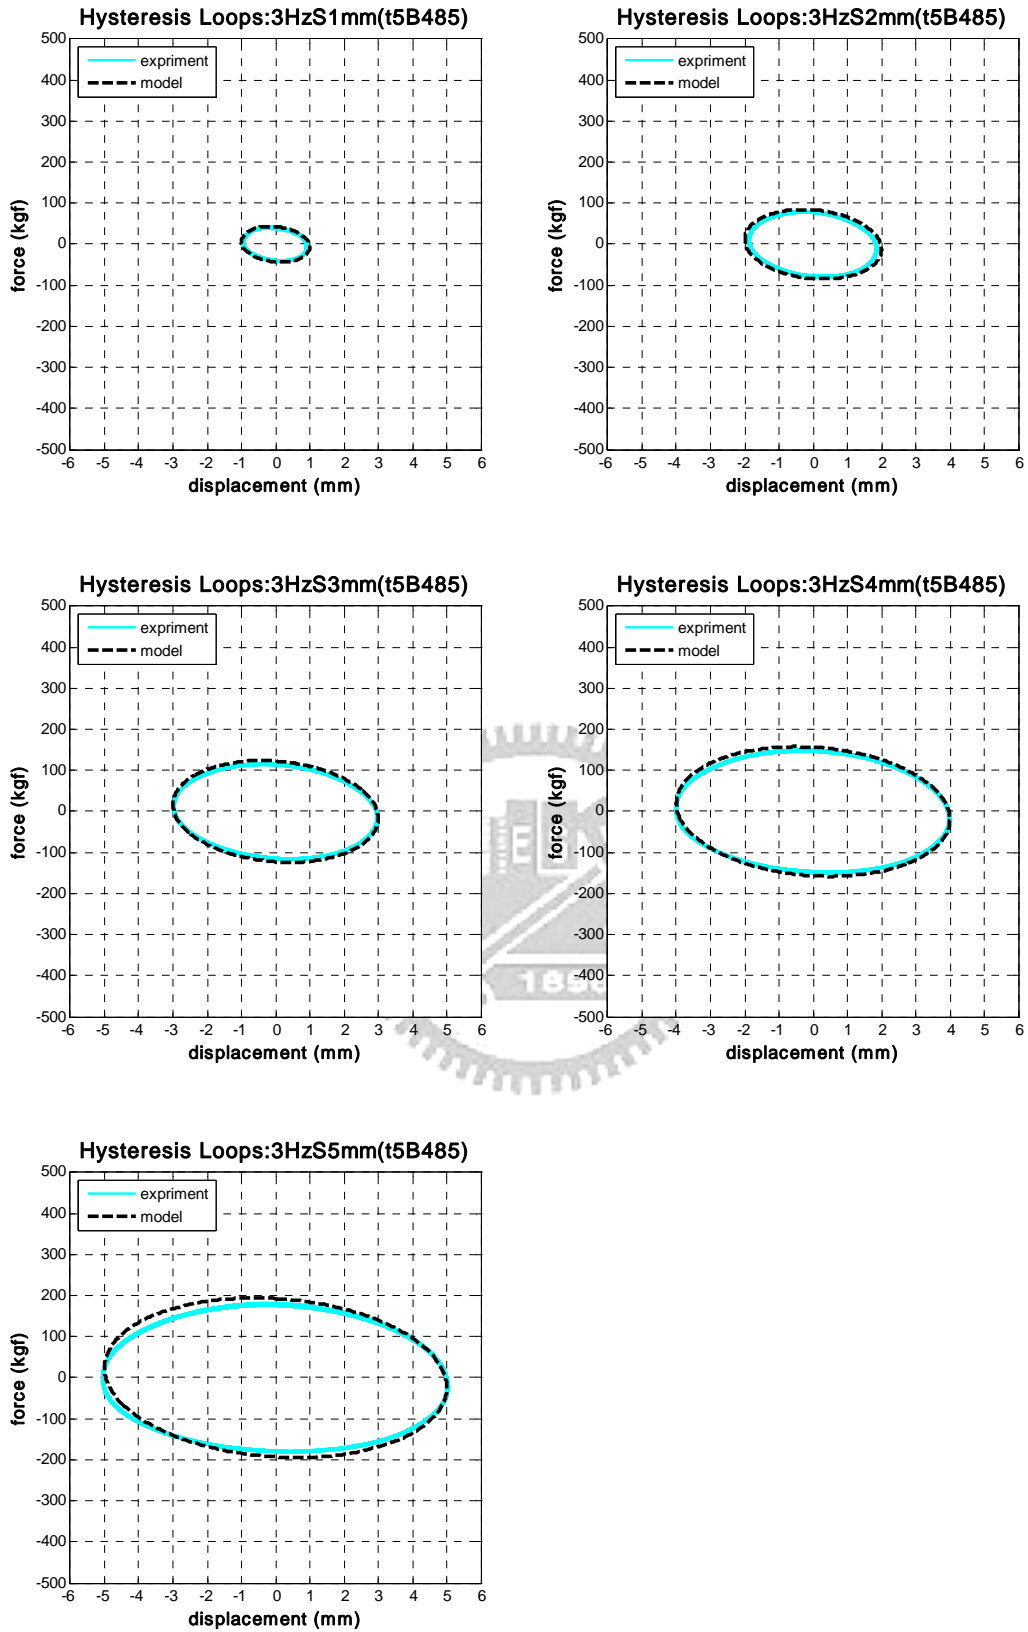 Hysteresis Loops:3HzS1mm(t5B485)
500
400
300
200
100
0
-100
-200
-300
-400
-500
force (kgf)
expriment
model
-6 -5 -4 -3 -2 -1 0 1 2 3 4 5 6
displacement (mm)
Hysteresis Loops:3HzS2mm(t5B485)
500
400
300
200
100
0
-100
-200
-300
-400
-500
force (kgf)
expriment
model
-6 -5 -4 -3 -2 -1 0 1 2 3 4 5 6
displacement (mm)
Hysteresis Loops:3HzS3mm(t5B485)
500
400
300
200
100
0
-100
-200
-300
-400
-500
force (kgf)
expriment
model
-6 -5 -4 -3 -2 -1 0 1 2 3 4 5 6
displacement (mm)
Hysteresis Loops:3HzS4mm(t5B485)
500
400
300
200
100
0
-100
-200
-300
-400
-500
force (kgf)
expriment
model
-6 -5 -4 -3 -2 -1 0 1 2 3 4 5 6
displacement (mm)
Hysteresis Loops:3HzS5mm(t5B485)
500
400
300
200
100
0
-100
-200
-300
-400
-500
force (kgf)
expriment
model
-6 -5 -4 -3 -2 -1 0 1 2 3 4 5 6
displacement (mm)